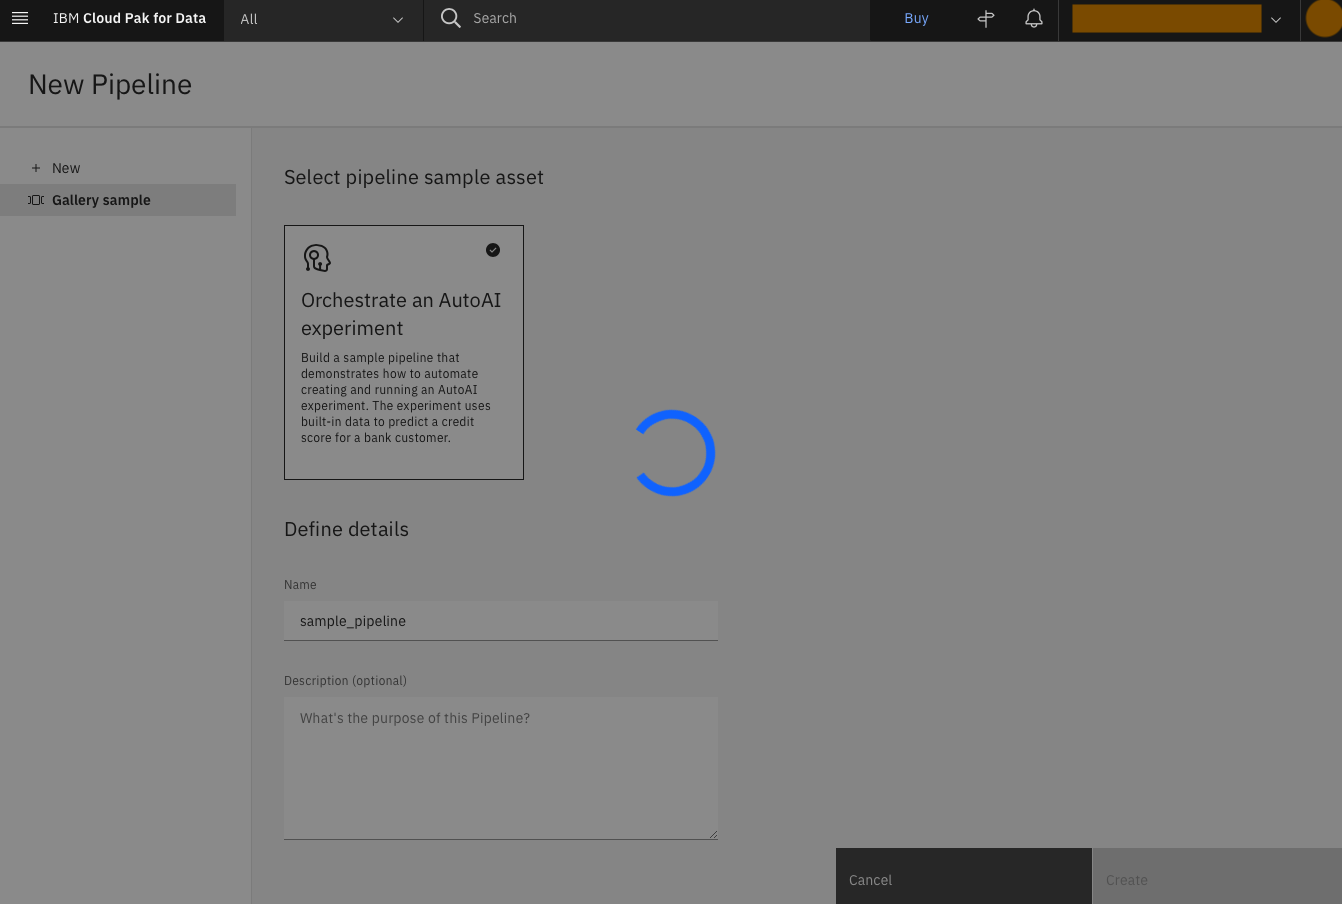 IBM Cloud Pak for Data
All
Search
Buy
New Pipeline
New
Gallery sample
Select pipeline sample asset
Orchestrate an AutoAI
experiment
Build a sample pipeline that
demonstrates how to automate
creating and running an AutoAI
experiment. The experiment uses
built-in data to predict a credit
score for a bank customer.
Define details
Name
sample_pipeline
Description (optional)
What's the purpose of this Pipeline?
Cancel
Create